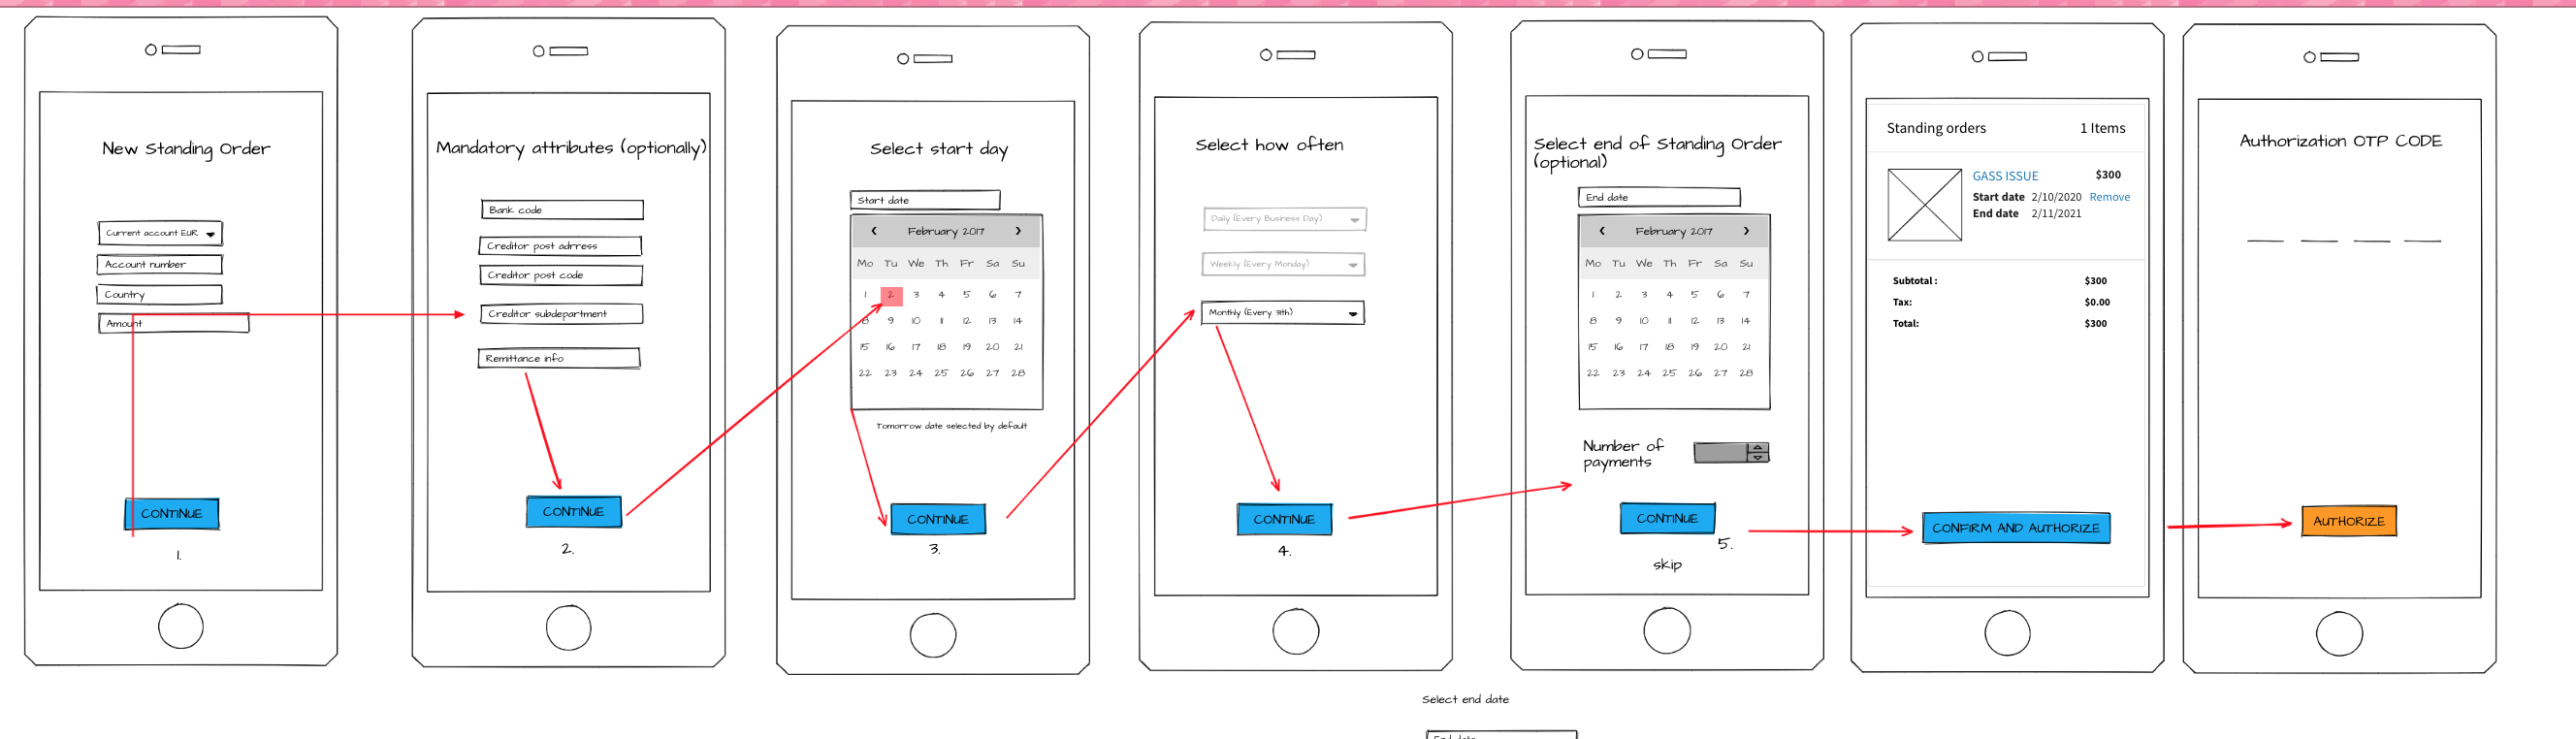 New Standing Order
Current account EUR
Account number
Country
Amount
CONTINUE
1.
Mandatory attributes (optionally)
Bank code
Creditor post adrress
Creditor post code
Creditor subdepartment
Remittance info
CONTINUE
2.
Select start day
Start date
February 2017
Mo Tu We Th Fr Sa Su
1 2 3 4 5 6 7
8 9 10 11 12 13 14
15 16 17 18 19 20 21
22 23 24 25 26 27 28
Tomorrow date selected by default
CONTINUE
3.
Select how often
Daily (Every Business Day)
Weekly (Every Monday)
Monthly (Every 31th)
CONTINUE
4.
Select end of Standing Order
(optional)
End date
February 2017
Mo Tu We Th Fr Sa Su
1 2 3 4 5 6 7
8 9 10 11 12 13 14
15 16 17 18 19 20 21
22 23 24 25 26 27 28
Number of
payments
CONTINUE
5.
skip
Standing orders 1 Items
GASS ISSUE $300
Start date 2/10/2020 Remove
End date 2/11/2021
Subtotal : $300
Tax: $0.00
Total: $300
CONFIRM AND AUTHORIZE
Authorization OTP CODE
AUTHORIZE
Select end date
End date